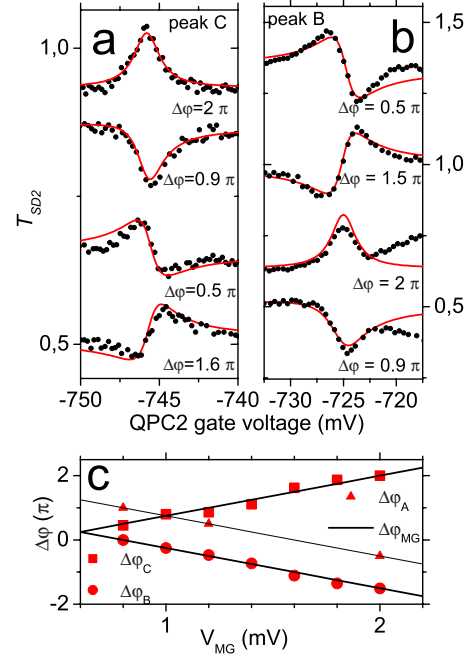 a
peak C
1,0
Δφ=2 π
Δφ=0.9 π
Δφ=0.5 π
0,5
Δφ=1.6 π
T_SD2
-750 -745 -740
peak B
b
1,5
Δφ = 0.5 π
1,0
Δφ = 1.5 π
Δφ = 2 π
0,5
Δφ = 0.9 π
-730 -725 -720
QPC2 gate voltage (mV)
c
2
0
-2
Δφ (π)
Δφ_A
Δφ_MG
Δφ_C
Δφ_B
1 2
V_MG (mV)